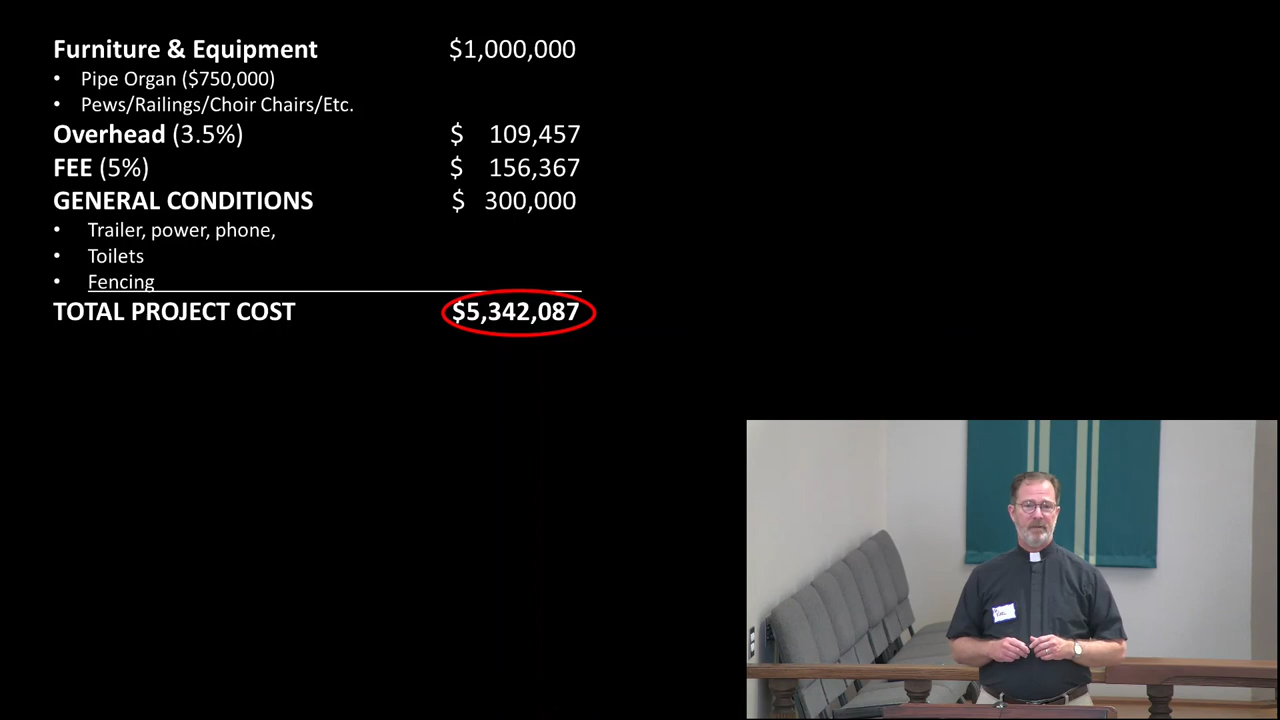 Furniture & Equipment $1,000,000
• Pipe Organ ($750,000)
• Pews/Railings/Choir Chairs/Etc.
Overhead (3.5%) $ 109,457
FEE (5%) $ 156,367
GENERAL CONDITIONS $ 300,000
• Trailer, power, phone,
• Toilets
• Fencing
TOTAL PROJECT COST $5,342,087